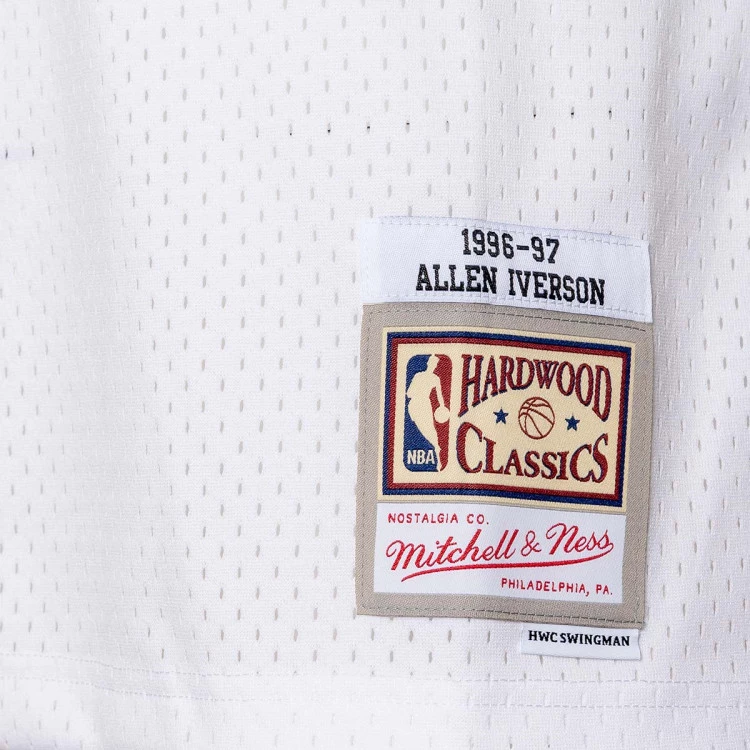 1996-97
ALLEN IVERSON
HARDWOOD
CLASSICS
NBA
NOSTALGIA CO.
Mitchell & Ness
PHILADELPHIA, PA.
HWC SWINGMAN